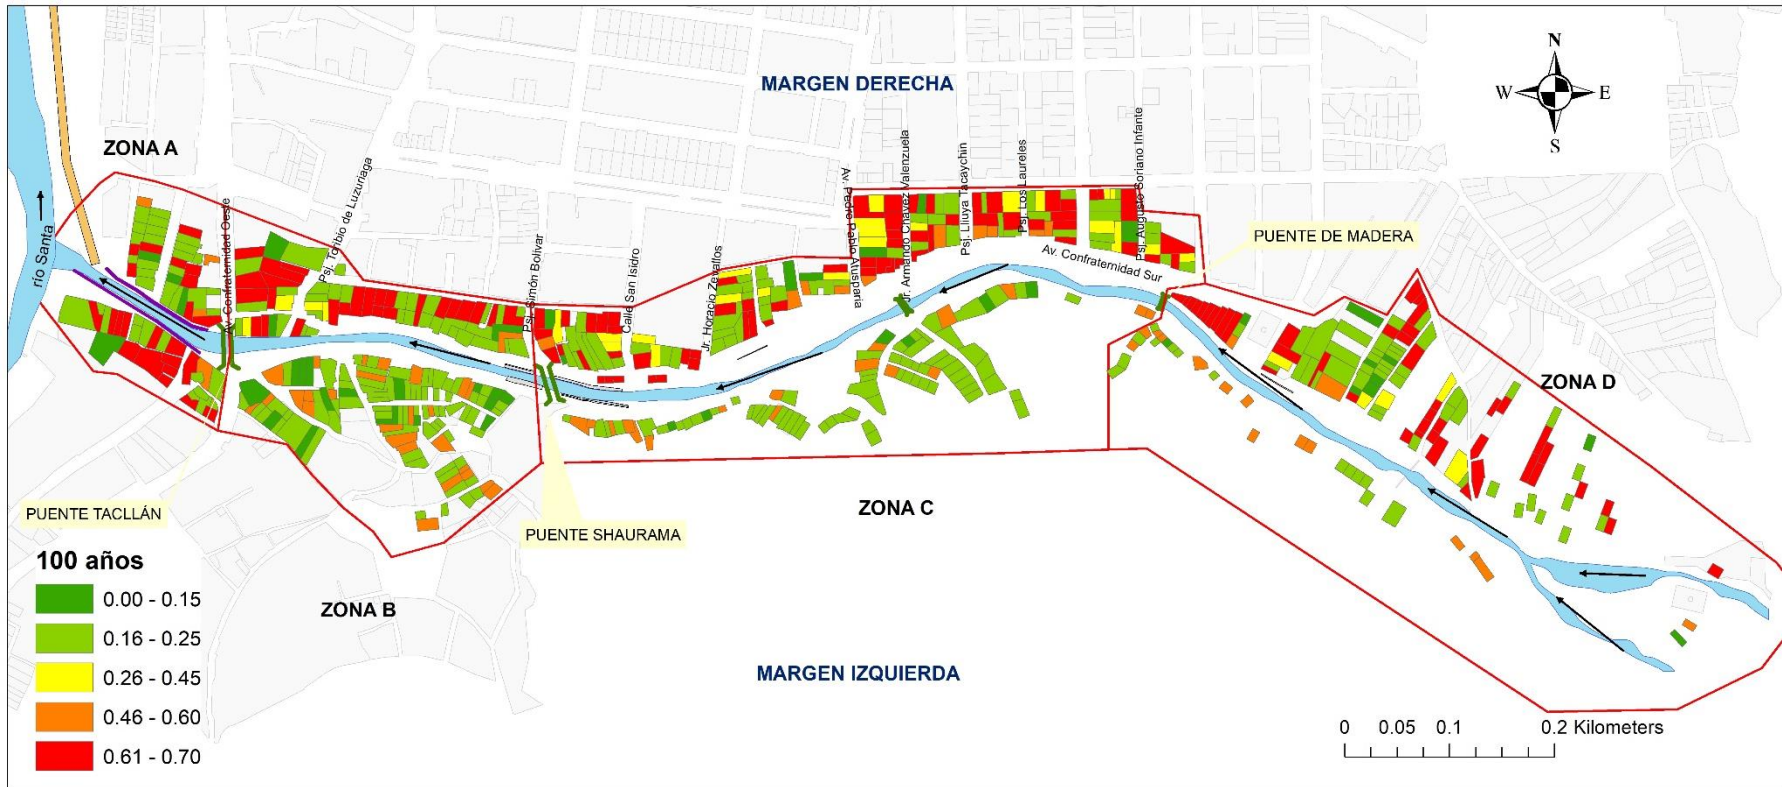 MARGEN DERECHA
N
W
E
S
ZONA A
río Santa
Av. Confraternidad Oeste
Psj. Toribio de Luzuriaga
Psj. Simón Bolívar
Calle San Isidro
Jr. Horacio Zevallos
Av. Pedro Pablo Atusparia
Jr. Armando Chavez Valenzuela
Psj. Lliuya Tacaychin
Psj. Los Laureles
Psj. Augusto Soriano Infante
Av. Confraternidad Sur
PUENTE DE MADERA
ZONA D
PUENTE TACLLÁN
PUENTE SHAURAMA
ZONA C
ZONA B
MARGEN IZQUIERDA
100 años
0.00 - 0.15
0.16 - 0.25
0.26 - 0.45
0.46 - 0.60
0.61 - 0.70
0 0.05 0.1 0.2 Kilometers